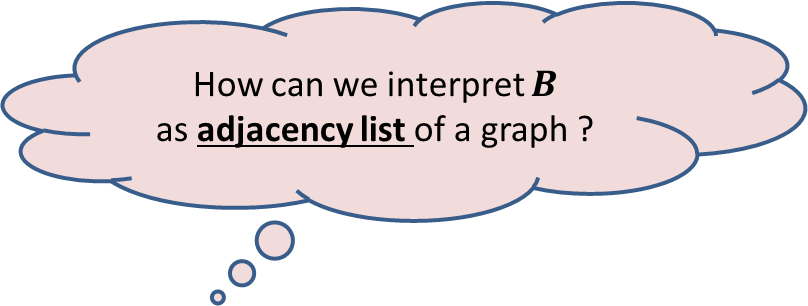 How can we interpret B
as adjacency list of a graph ?